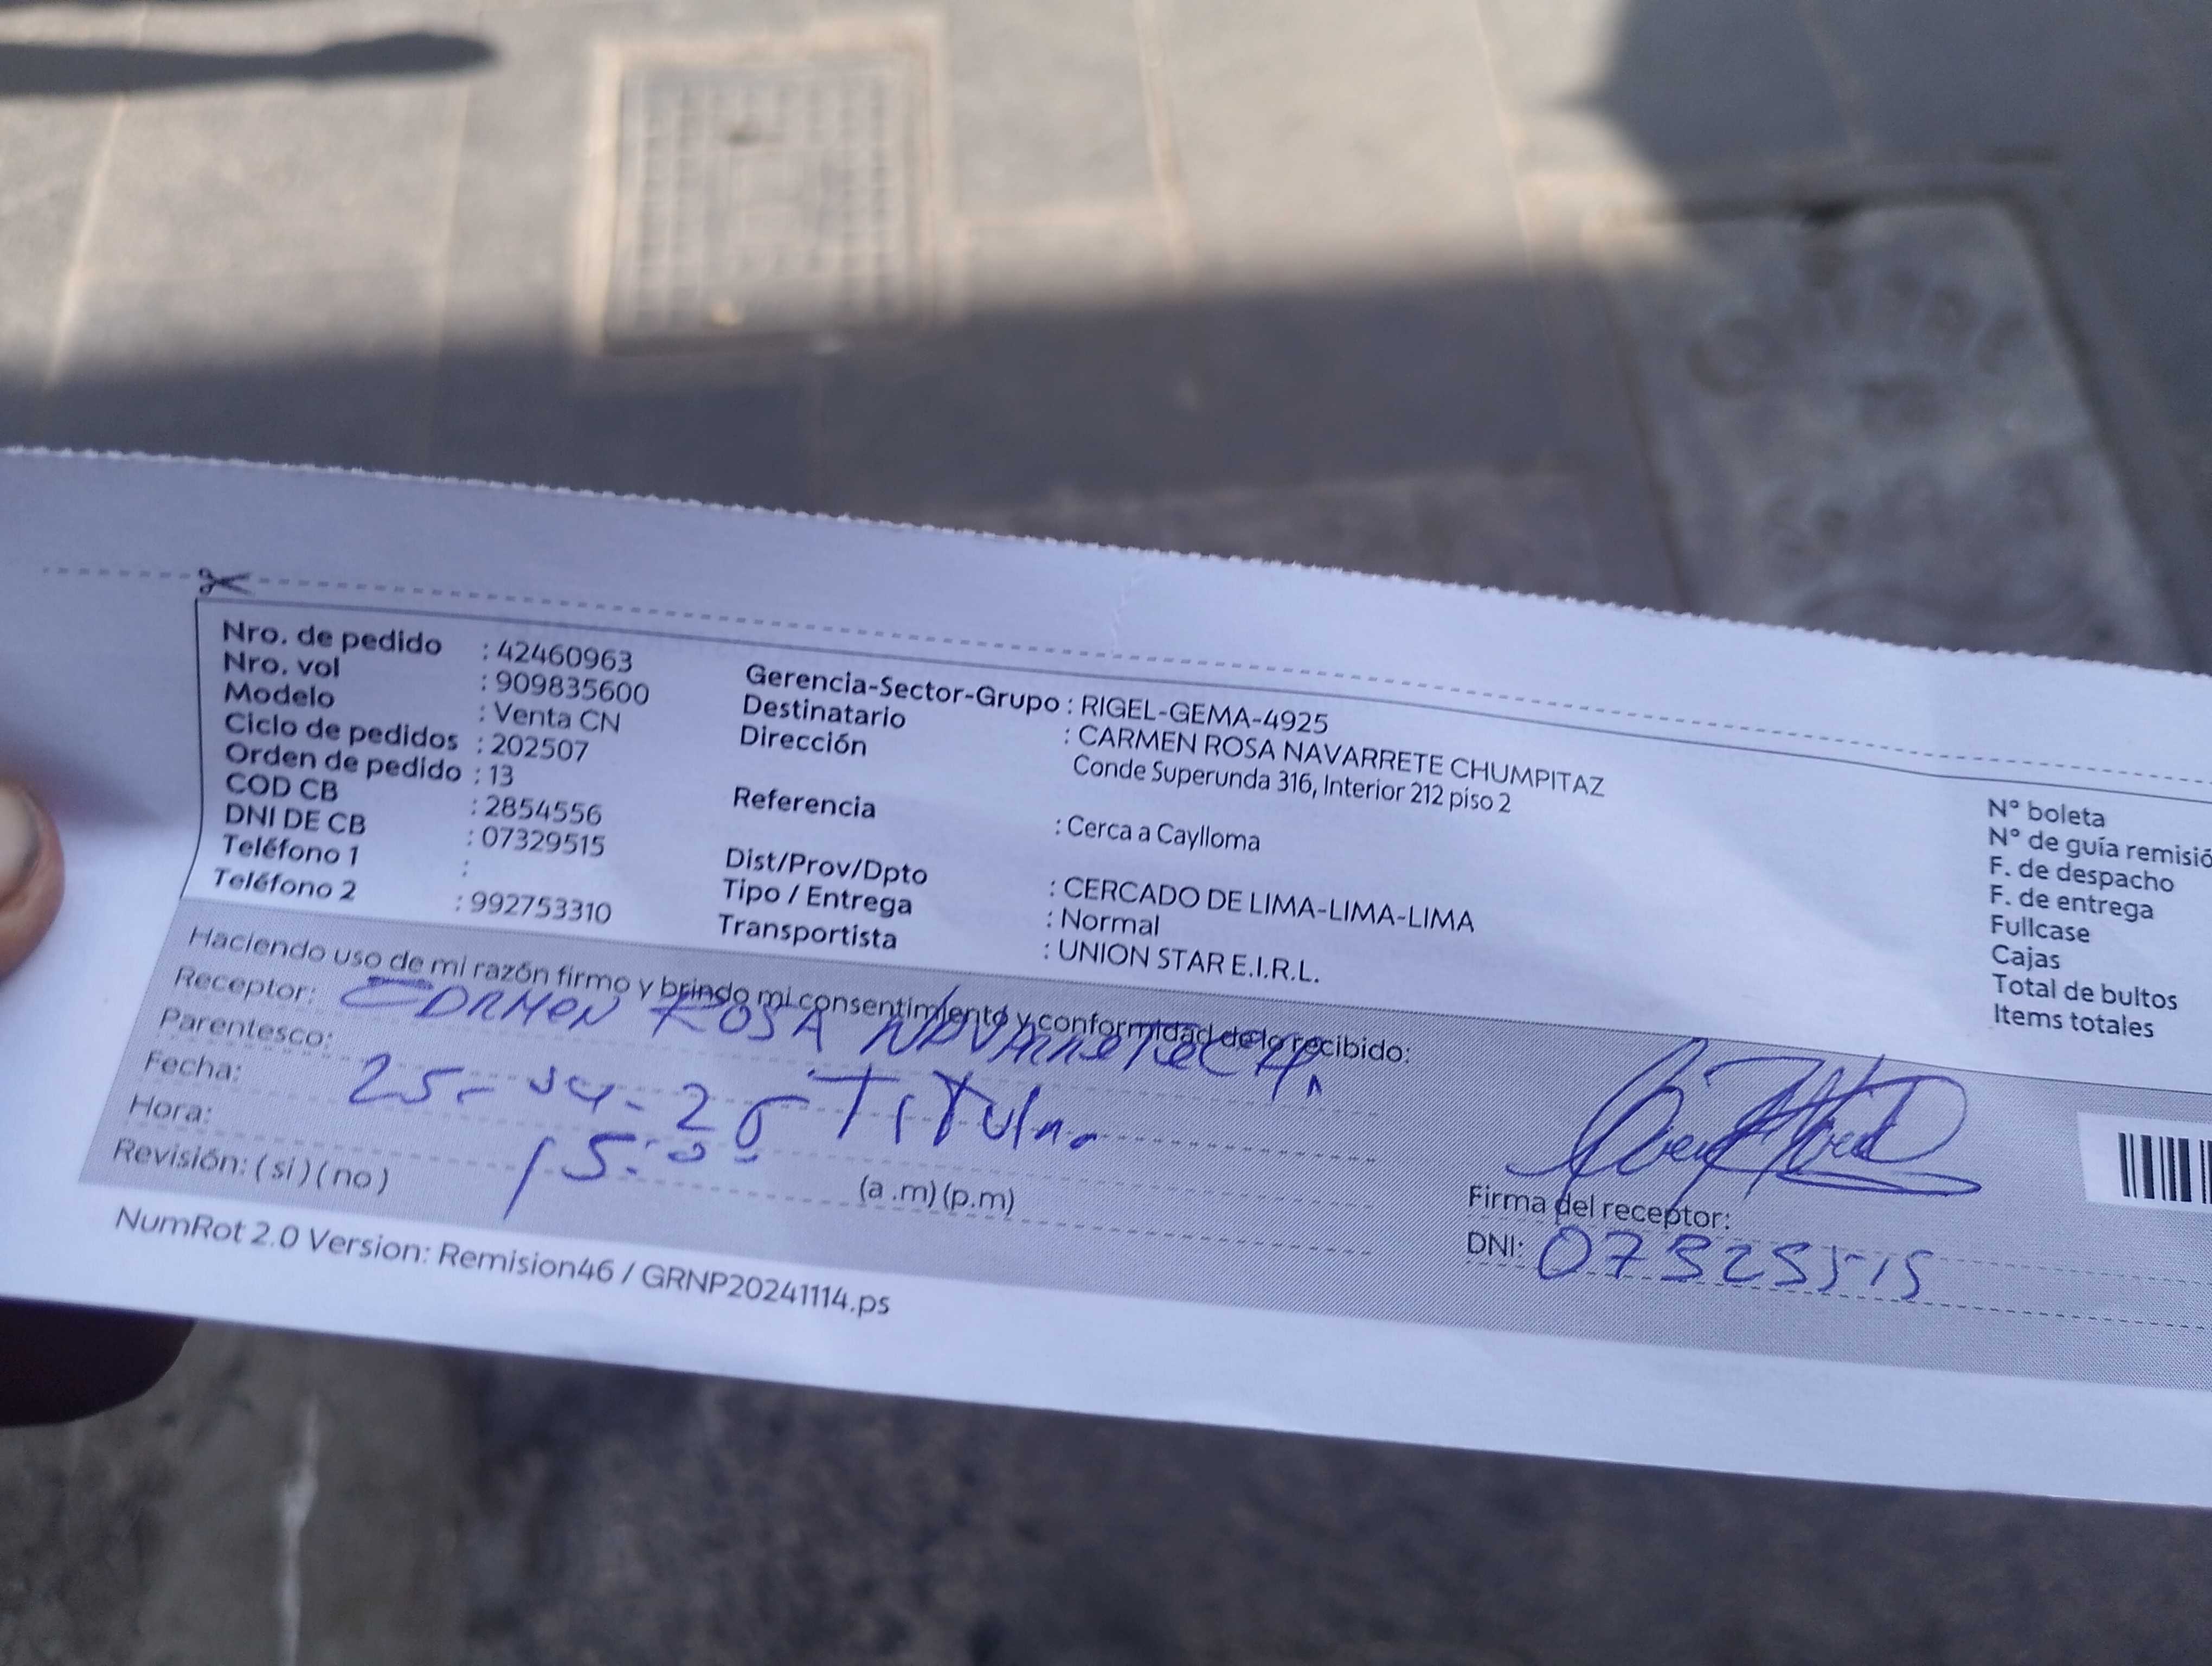 Nro. de pedido : 42460963
Nro. vol : 909835600
Modelo : Venta CN
Ciclo de pedidos : 202507
Orden de pedido : 13
COD CB : 2854556
DNI DE CB : 07329515
Teléfono 1 :
Teléfono 2 : 992753310
Gerencia-Sector-Grupo : RIGEL-GEMA-4925
Destinatario : CARMEN ROSA NAVARRETE CHUMPITAZ
Dirección Conde Superunda 316, Interior 212 piso 2
Referencia : Cerca a Caylloma
Dist/Prov/Dpto : CERCADO DE LIMA-LIMA-LIMA
Tipo / Entrega : Normal
Transportista : UNION STAR E.I.R.L.
N° boleta
N° de guía remisió
F. de despacho
F. de entrega
Fullcase
Cajas
Total de bultos
Items totales
Haciendo uso de mi razón firmo y brindo mi consentimiento y conformidad de lo recibido:
Receptor: CARMEN ROSA NAVARRETE CH.
Parentesco: Titular
Fecha:
Hora: 15:00 (a .m) (p.m)
Revisión: ( si ) ( no )
Firma del receptor:
DNI: 07329515
NumRot 2.0 Version: Remision46 / GRNP20241114.ps